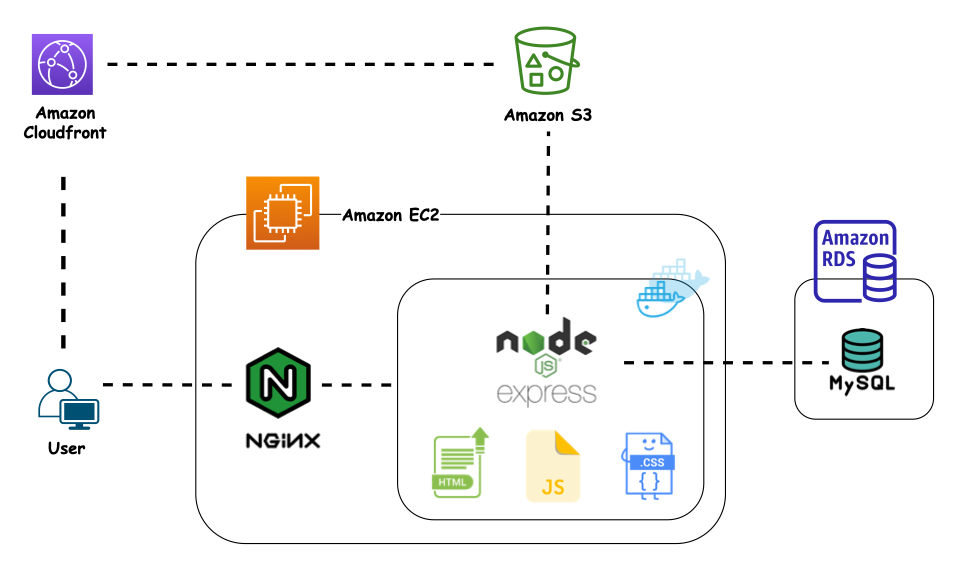 Amazon
Cloudfront
Amazon S3
Amazon EC2
Amazon
RDS
node
JS
express
MySQL
NGINX
User
HTML
JS
.CSS
{ }